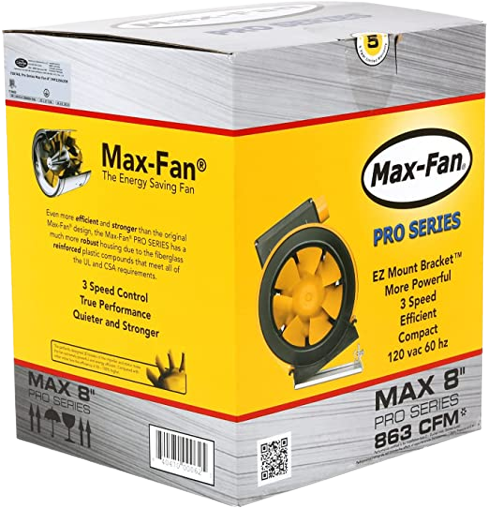 Max-Fan®
The Energy Saving Fan
Even more efficient and stronger than the original
Max-Fan® design, the Max-Fan® PRO SERIES has a
much more robust housing due to the fiberglass
reinforced plastic compounds that meet all of
the UL and CSA requirements.
3 Speed Control
True Performance
Quieter and Stronger
MAX 8"
PRO SERIES
5
Max-Fan®
PRO SERIES
EZ Mount Bracket™
More Powerful
3 Speed
Efficient
Compact
120 vac 60 hz
MAX 8"
PRO SERIES
863 CFM*